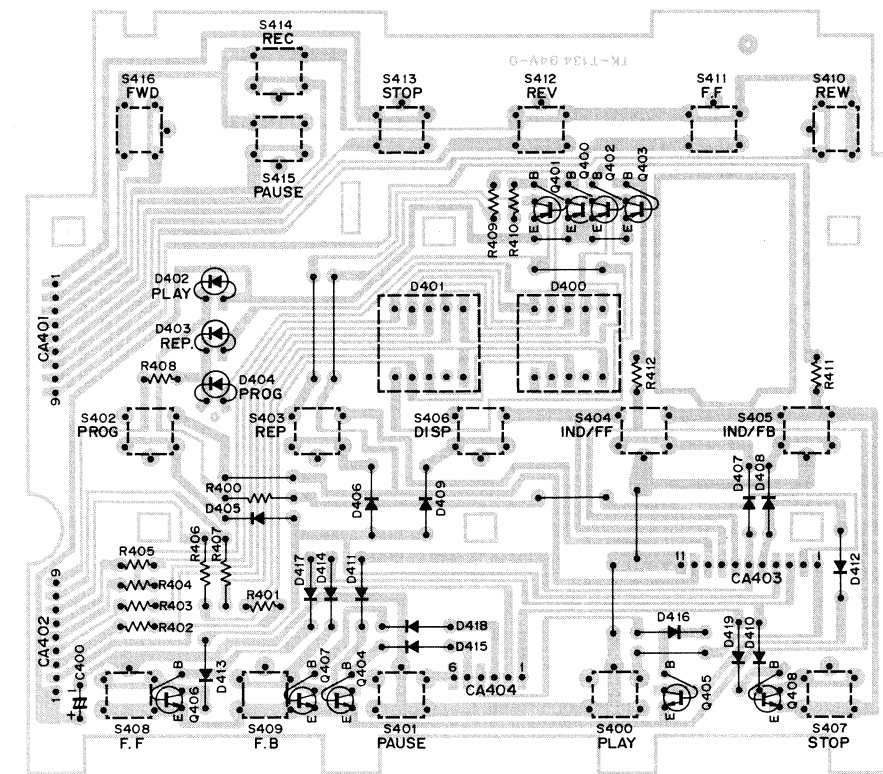 S414
REC
S416
FWD
S413
STOP
S412
REV
S411
F.F
S410
REW
TK-T134 94V-0
S415
PAUSE
Q401
Q400
Q402
Q403
B
B
B
B
E
E
E
E
R409
R410
D402
PLAY
D401
D400
1
CA401
9
D403
REP.
R408
D404
PROG
R412
R411
S402
PROG
S403
REP
S406
DISP
S404
IND/FF
S405
IND/FB
R400
D405
D406
D409
D407
D408
R405
R404
R403
R402
R406
R407
R401
D417
D414
D411
11
CA403
1
D412
9
CA402
1
D418
D415
D416
D419
D410
C400
-
+
D413
B
Q406
E
B
Q407
E
B
Q404
E
6
CA404
1
B
Q405
E
B
Q408
E
S408
F.F
S409
F.B
S401
PAUSE
S400
PLAY
S407
STOP